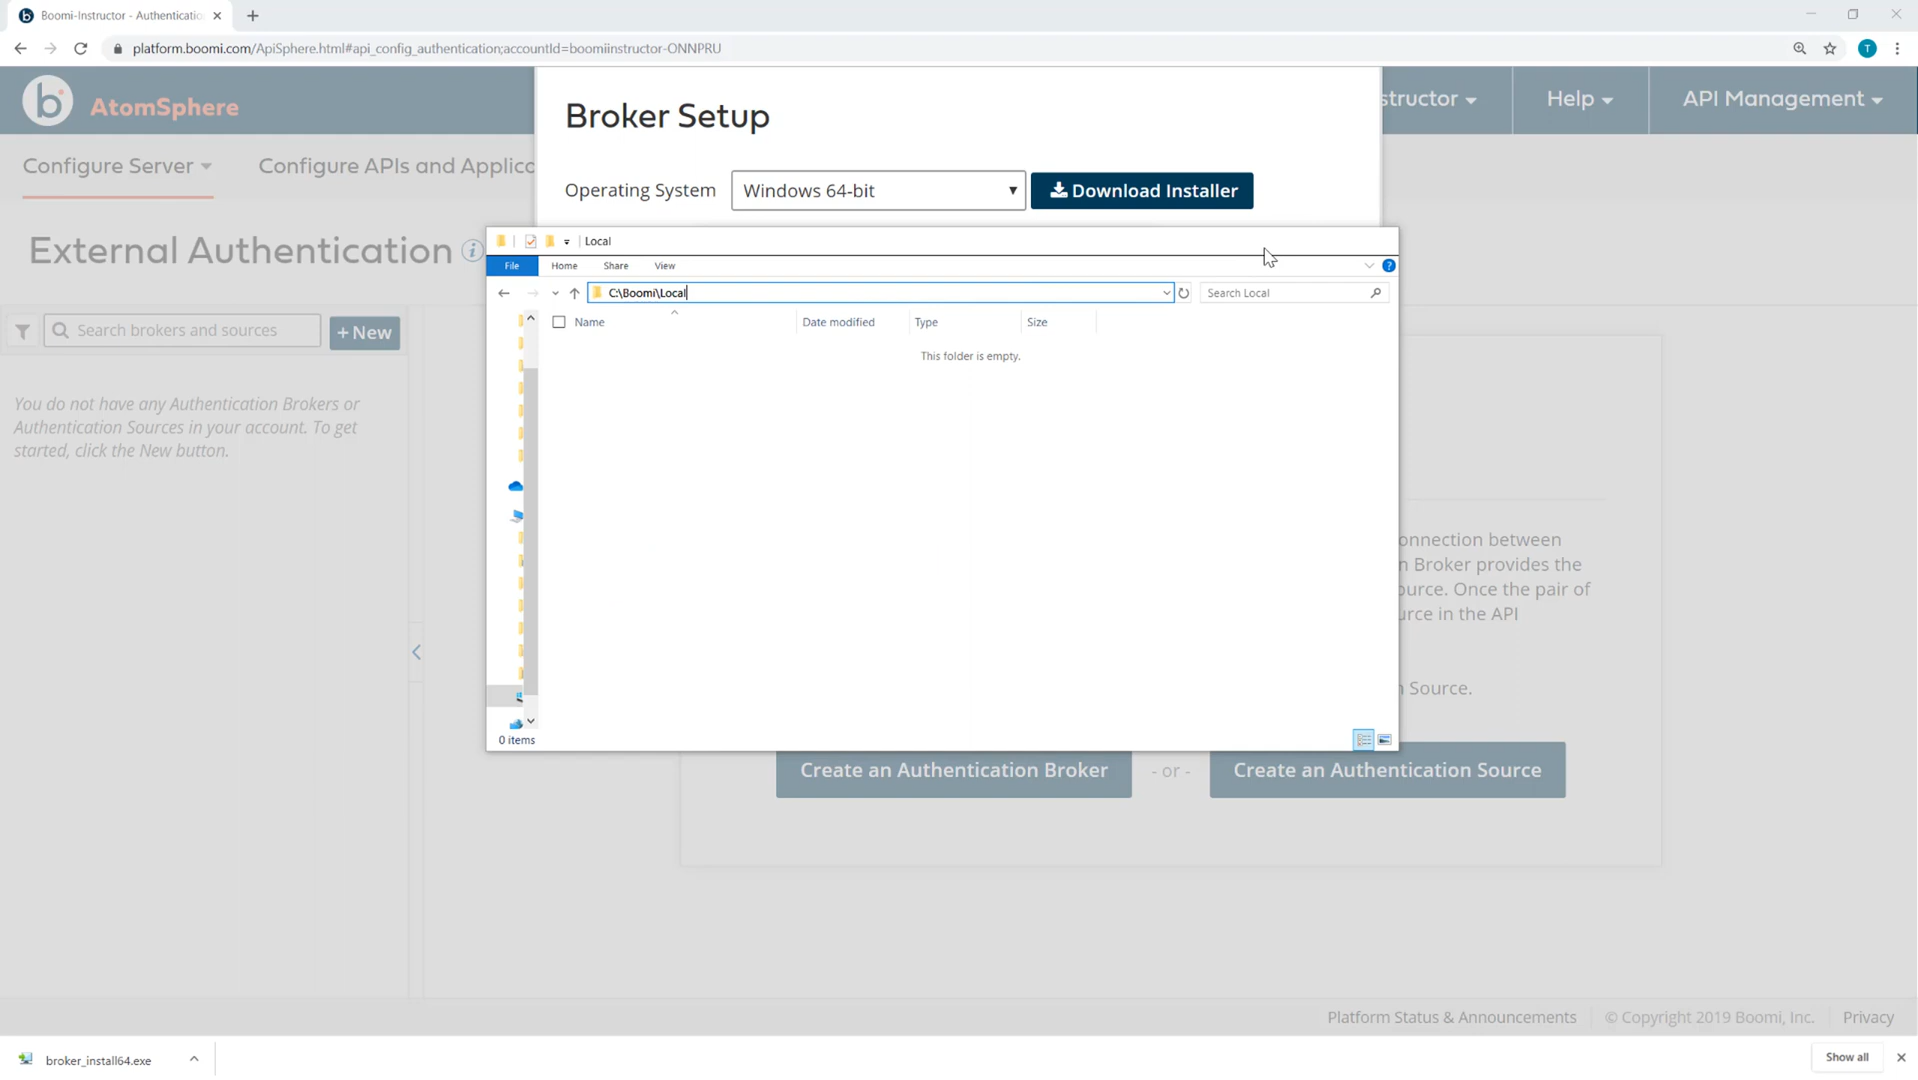 Boomi-Instructor - Authenticatio
platform.boomi.com/ApiSphere.html#api_config_authentication;accountId=boomiinstructor-ONNPRU
T
b
AtomSphere
structor
Help
API Management
Configure Server
Configure APIs and Applic
Broker Setup
Operating System
Windows 64-bit
Download Installer
External Authentication
i
Local
File
Home
Share
View
?
C:\Boomi\Local
Search Local
Name
Date modified
Type
Size
This folder is empty.
Search brokers and sources
+ New
You do not have any Authentication Brokers or
Authentication Sources in your account. To get
started, click the New button.
onnection between
n Broker provides the
ource. Once the pair of
urce in the API
n Source.
0 items
Create an Authentication Broker
- or -
Create an Authentication Source
Platform Status & Announcements
© Copyright 2019 Boomi, Inc.
Privacy
broker_install64.exe
Show all